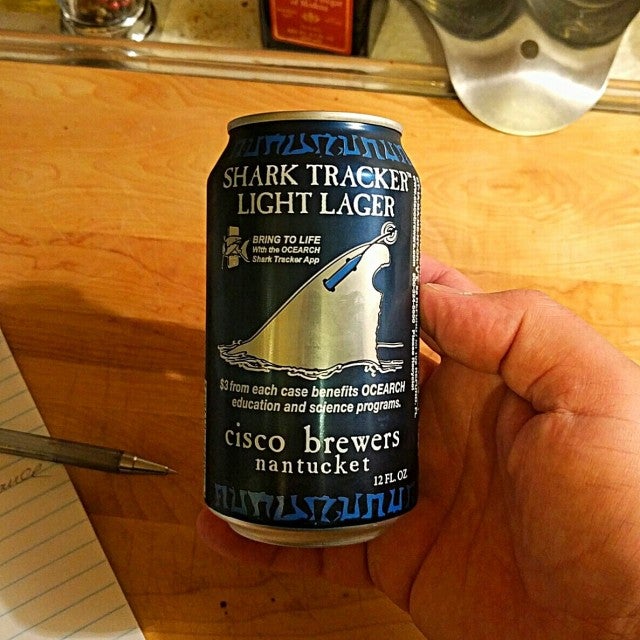 SHARK TRACKER
LIGHT LAGER
BRING TO LIFE
With the OCEARCH
Shark Tracker App
$3 from each case benefits OCEARCH
education and science programs.
cisco brewers
nantucket
12 FL. OZ.